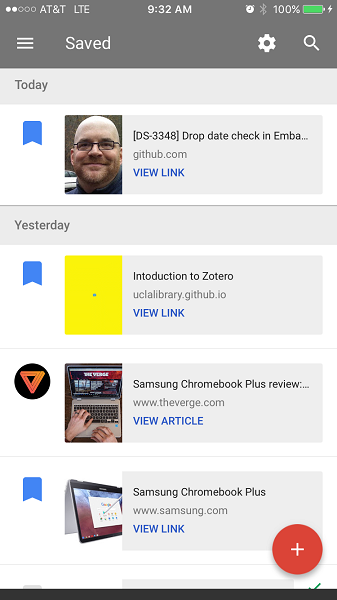 AT&T LTE 9:32 AM 100%
Saved
Today
[DS-3348] Drop date check in Emba…
github.com
VIEW LINK
Yesterday
Intoduction to Zotero
uclalibrary.github.io
VIEW LINK
THE VERGE
Samsung Chromebook Plus review:…
www.theverge.com
VIEW ARTICLE
Samsung Chromebook Plus
www.samsung.com
VIEW LINK
+